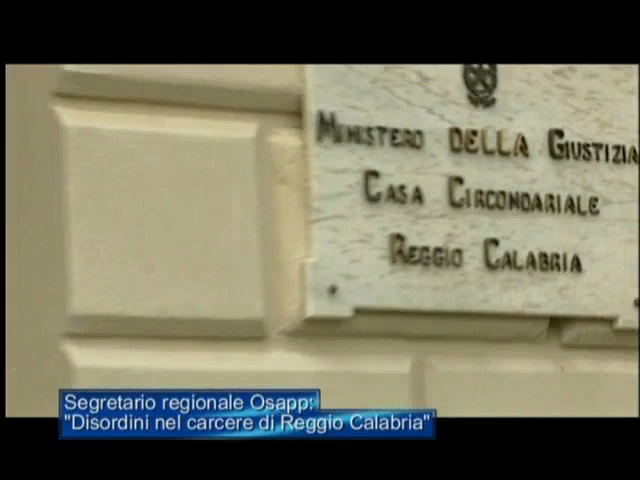 MINISTERO DELLA GIUSTIZIA
CASA CIRCONDARIALE
REGGIO CALABRIA
Segretario regionale Osapp:
"Disordini nel carcere di Reggio Calabria"